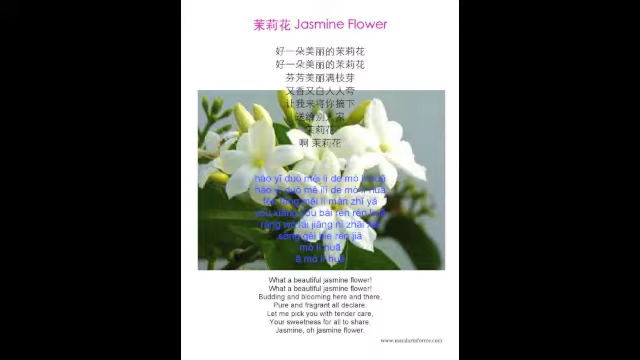 茉莉花 Jasmine Flower
好一朵美丽的茉莉花
好一朵美丽的茉莉花
芬芳美丽满枝芽
又香又白人人夸
让我来将你摘下
送给别人家
茉莉花
啊 茉莉花
hǎo yī duǒ měi lì de mò lì huā
hǎo yī duǒ měi lì de mò lì huā
fēn fāng měi lì mǎn zhī yá
yòu xiāng yòu bái rén rén
ràng wǒ lái jiāng nǐ zhāi
sòng gěi bié rén jiā
mò lì huā
ā mò lì huā
What a beautiful jasmine flower!
What a beautiful jasmine flower!
Budding and blooming here and there,
Pure and fragrant all declare.
Let me pick you with tender care,
Your sweetness for all to share.
Jasmine, oh jasmine flower.